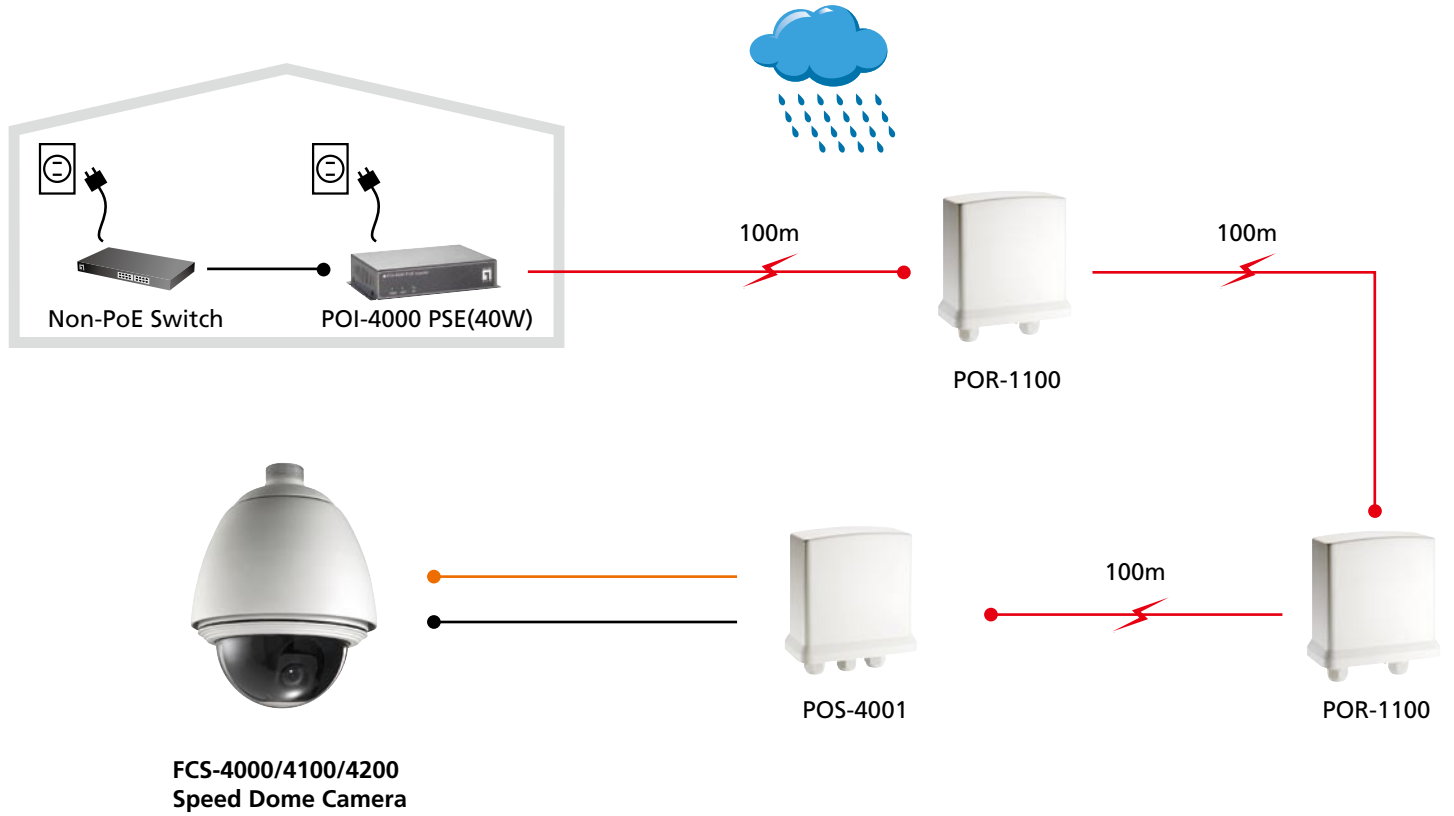 100m
100m
Non-PoE Switch
POI-4000 PSE(40W)
POR-1100
100m
POS-4001
POR-1100
FCS-4000/4100/4200
Speed Dome Camera